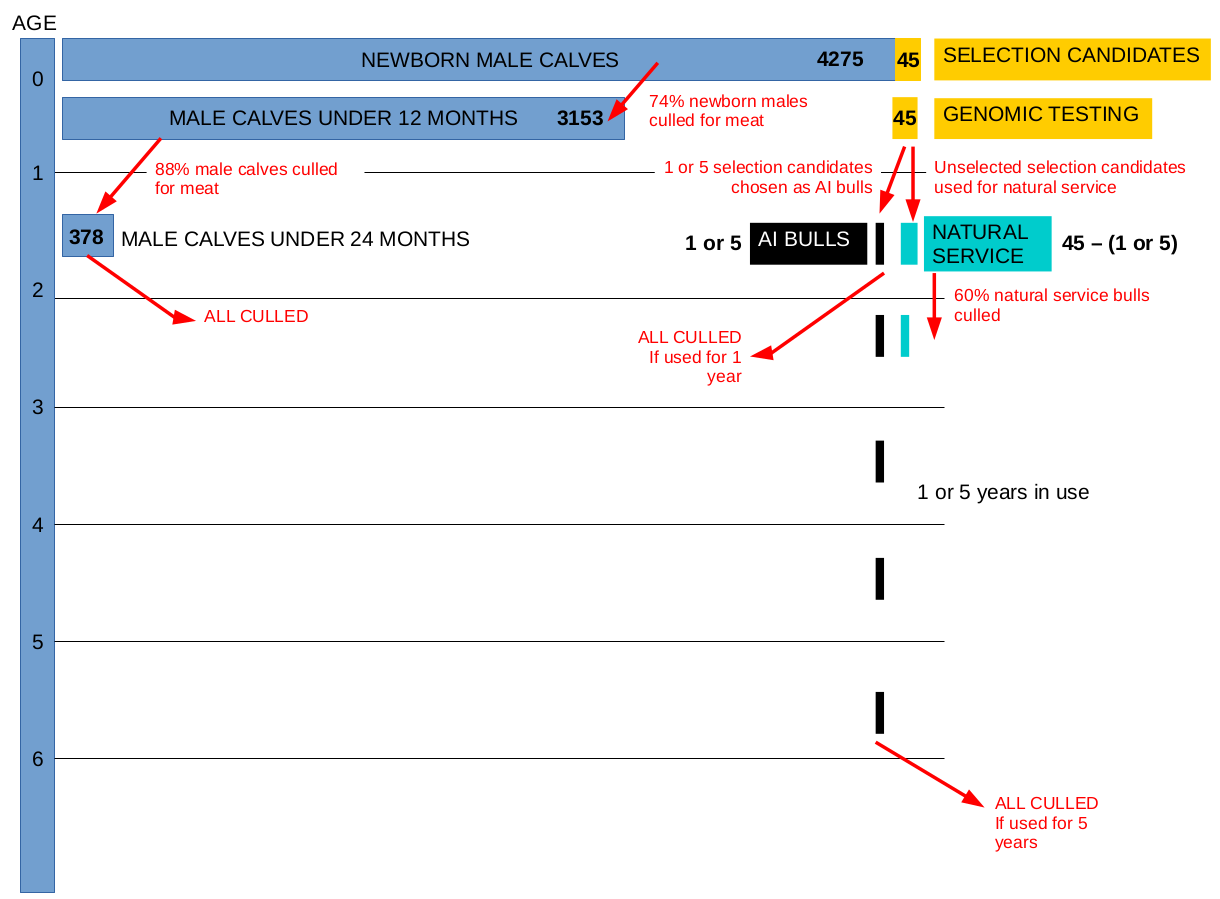 AGE
NEWBORN MALE CALVES 4275 45 SELECTION CANDIDATES
0
MALE CALVES UNDER 12 MONTHS 3153 45 GENOMIC TESTING
74% newborn males
culled for meat
1
88% male calves culled
for meat
1 or 5 selection candidates
chosen as AI bulls
Unselected selection candidates
used for natural service
378 MALE CALVES UNDER 24 MONTHS
1 or 5 AI BULLS
NATURAL
SERVICE
45 – (1 or 5)
2
ALL CULLED
60% natural service bulls
culled
ALL CULLED
If used for 1
year
3
1 or 5 years in use
4
5
6
ALL CULLED
If used for 5
years